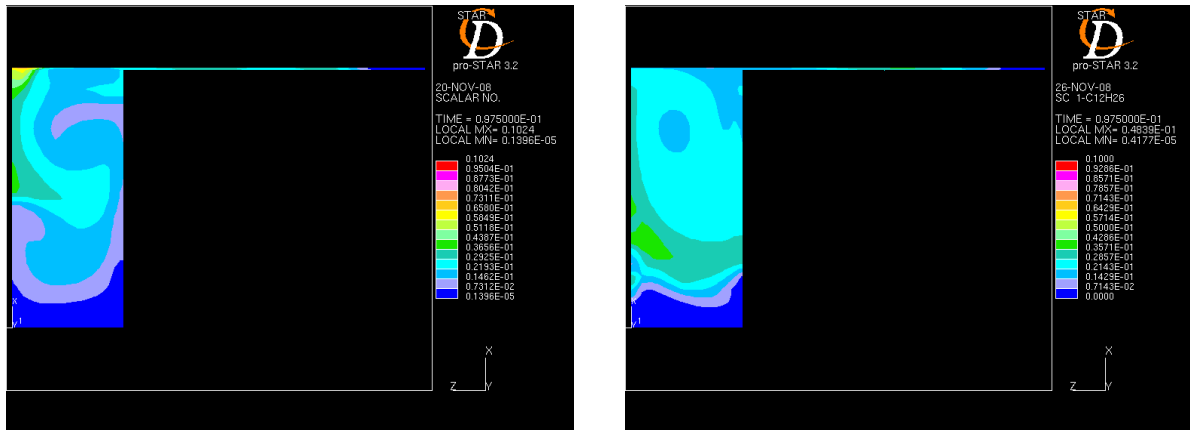 STAR
CD
pro-STAR 3.2
20-NOV-08
SCALAR NO.
TIME = 0.975000E-01
LOCAL MX= 0.1024
LOCAL MN= 0.1396E-05
0.1024
0.9504E-01
0.8773E-01
0.8042E-01
0.7311E-01
0.6580E-01
0.5849E-01
0.5118E-01
0.4387E-01
0.3656E-01
0.2925E-01
0.2193E-01
0.1462E-01
0.7312E-02
0.1396E-05
X
Y
1
X
Z
Y
STAR
CD
pro-STAR 3.2
26-NOV-08
SC 1-C12H26
TIME = 0.975000E-01
LOCAL MX= 0.4839E-01
LOCAL MN= 0.4177E-05
0.1000
0.9286E-01
0.8571E-01
0.7857E-01
0.7143E-01
0.6429E-01
0.5714E-01
0.5000E-01
0.4286E-01
0.3571E-01
0.2857E-01
0.2143E-01
0.1429E-01
0.7143E-02
0.0000
X
Y
1
X
Z
Y